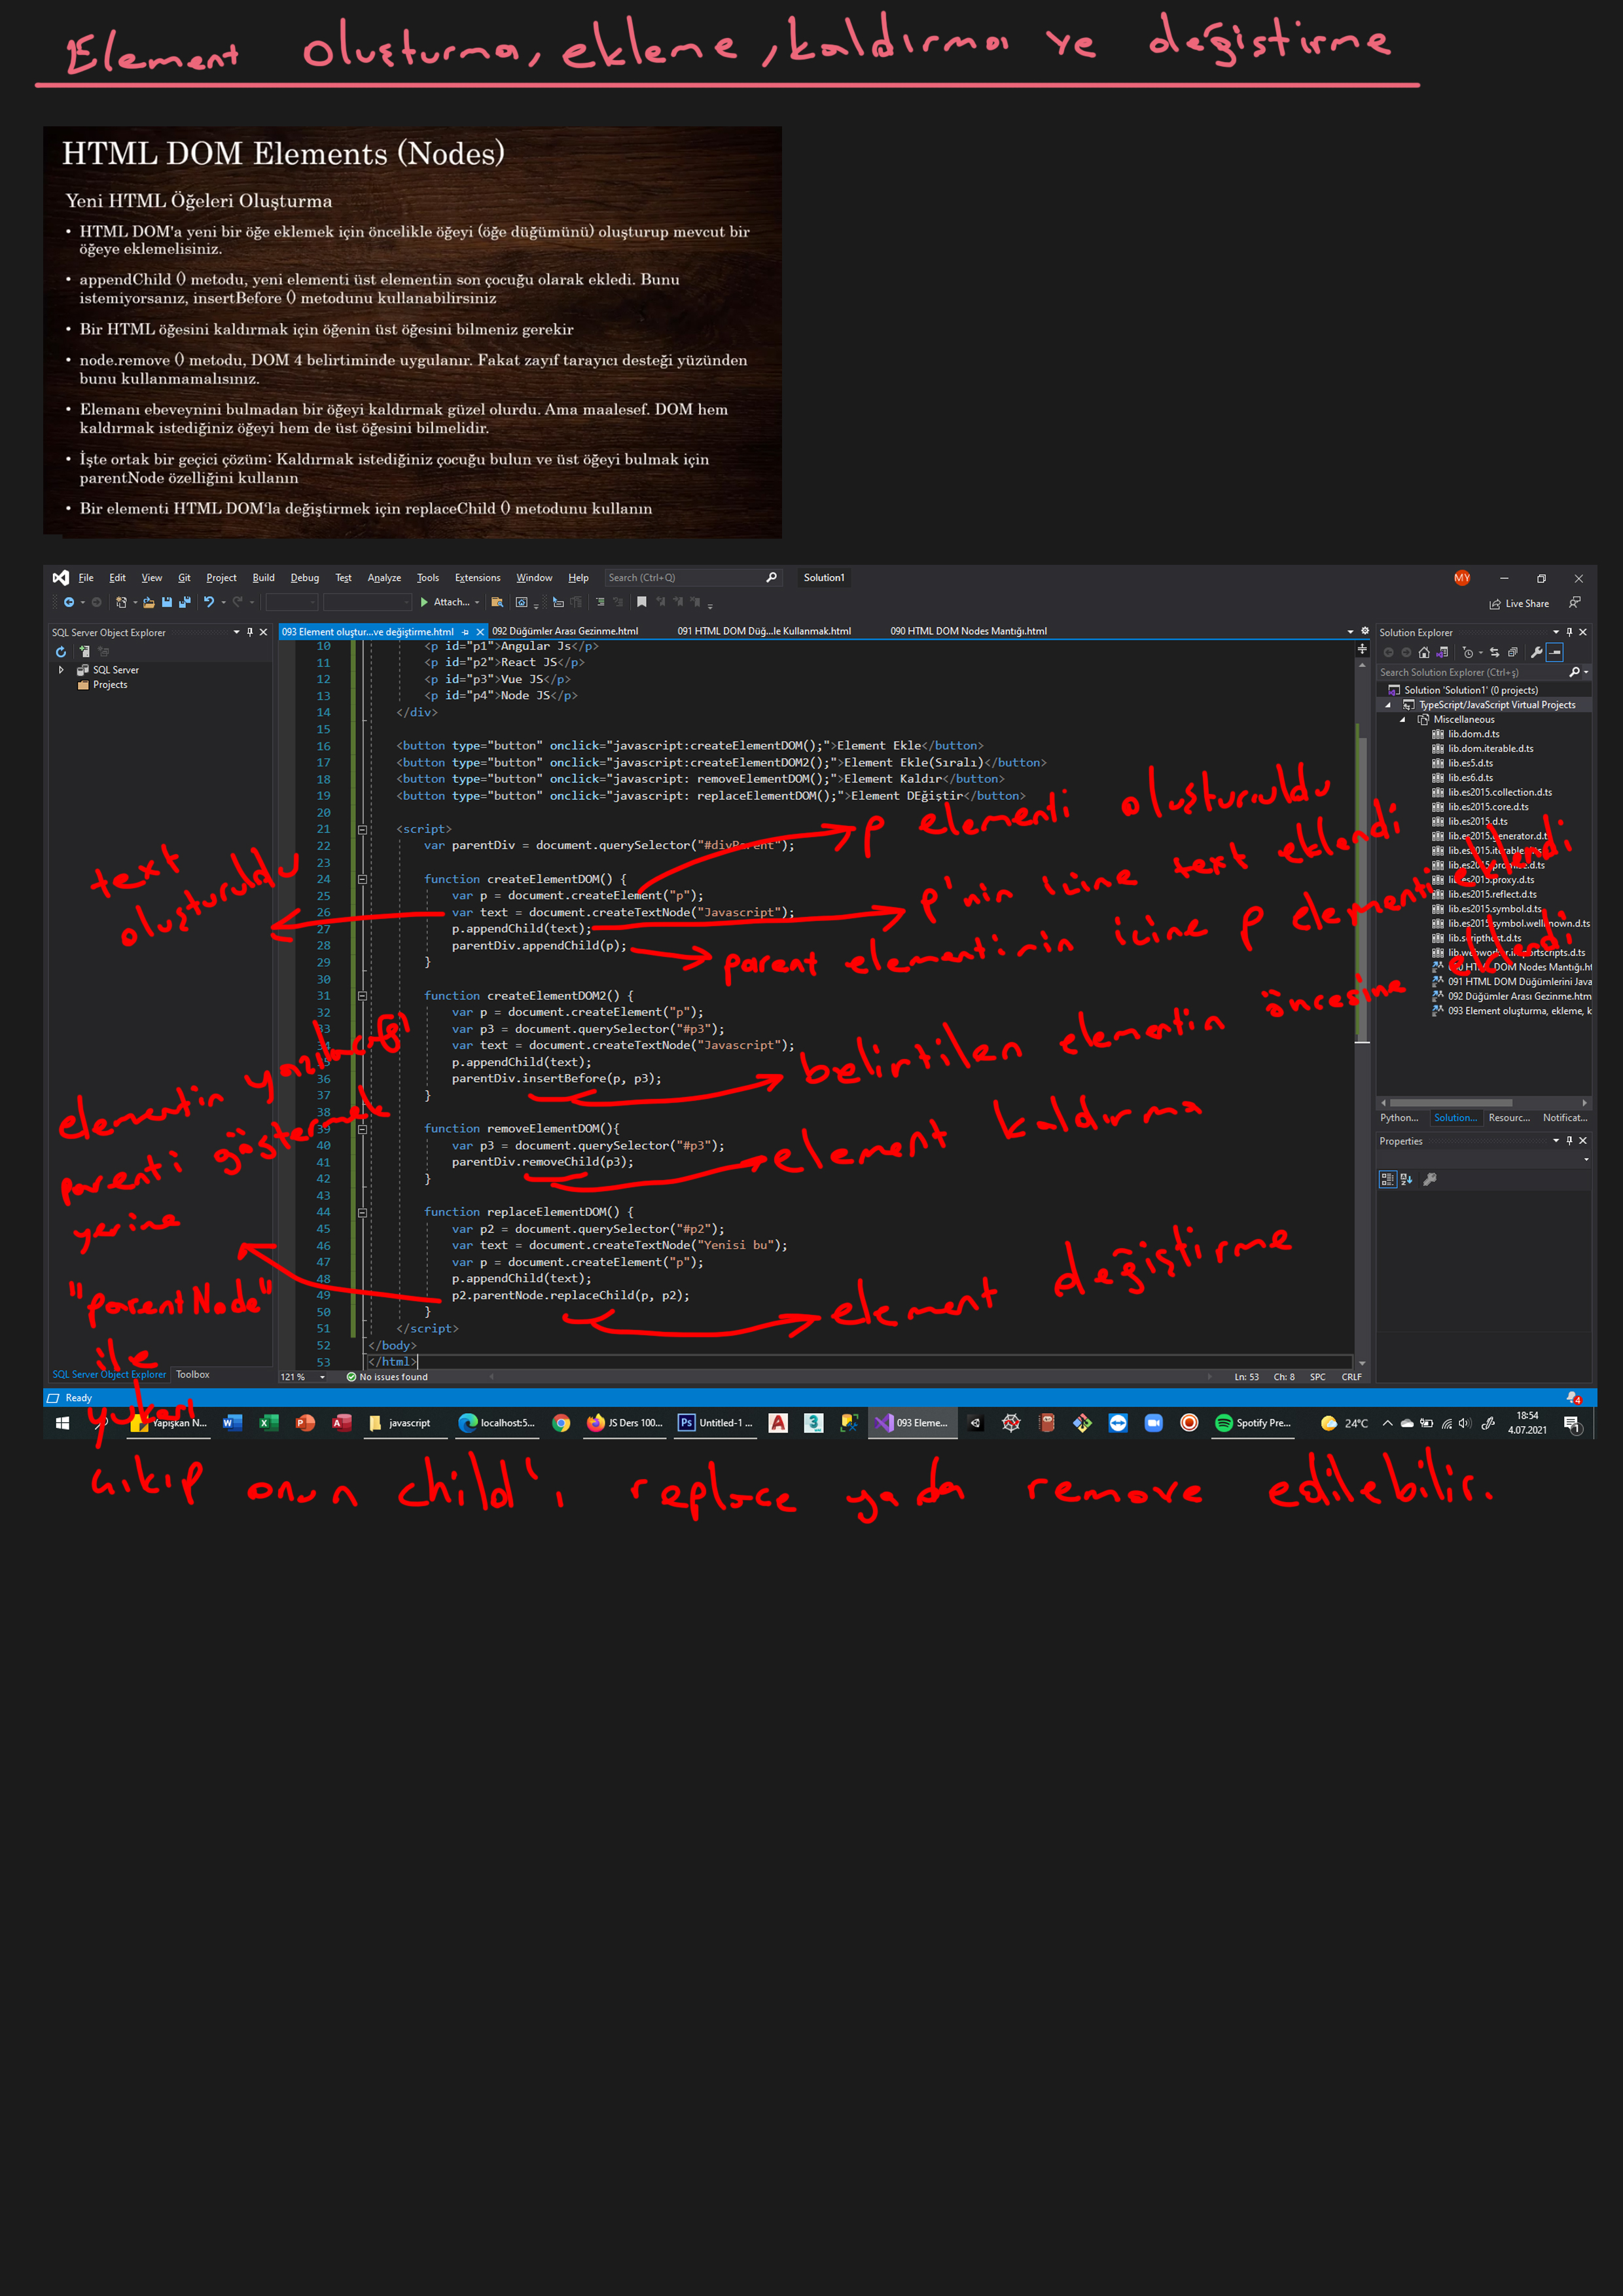 Element oluşturma, ekleme, kaldırma ve değiştirme
HTML DOM Elements (Nodes)
Yeni HTML Öğeleri Oluşturma
• HTML DOM'a yeni bir öğe eklemek için öncelikle öğeyi (öğe düğümünü) oluşturup mevcut bir
öğeye eklemelisiniz.
• appendChild () metodu, yeni elementi üst elementin son çocuğu olarak ekledi. Bunu
istemiyorsanız, insertBefore () metodunu kullanabilirsiniz
• Bir HTML öğesini kaldırmak için öğenin üst öğesini bilmeniz gerekir
• node.remove () metodu, DOM 4 belirtiminde uygulanır. Fakat zayıf tarayıcı desteği yüzünden
bunu kullanmamalısınız.
• Elemanı ebeveynini bulmadan bir öğeyi kaldırmak güzel olurdu. Ama maalesef. DOM hem
kaldırmak istediğiniz öğeyi hem de üst öğesini bilmelidir.
• İşte ortak bir geçici çözüm: Kaldırmak istediğiniz çocuğu bulun ve üst öğeyi bulmak için
parentNode özelliğini kullanın
• Bir elementi HTML DOM'la değiştirmek için replaceChild () metodunu kullanın
File Edit View Git Project Build Debug Test Analyze Tools Extensions Window Help Search (Ctrl+Q) Solution1 MY
Attach... Live Share
SQL Server Object Explorer
SQL Server
Projects
093 Element oluştur...ve değiştirme.html 092 Düğümler Arası Gezinme.html 091 HTML DOM Düğ...le Kullanmak.html 090 HTML DOM Nodes Mantığı.html
10 <p id="p1">Angular Js</p>
11 <p id="p2">React JS</p>
12 <p id="p3">Vue JS</p>
13 <p id="p4">Node JS</p>
14 </div>
15
16 <button type="button" onclick="javascript:createElementDOM();">Element Ekle</button>
17 <button type="button" onclick="javascript:createElementDOM2();">Element Ekle(Sıralı)</button>
18 <button type="button" onclick="javascript: removeElementDOM();">Element Kaldır</button>
19 <button type="button" onclick="javascript: replaceElementDOM();">Element DEğiştir</button>
20
21 <script>
22 var parentDiv = document.querySelector("#divParent");
23
24 function createElementDOM() {
25 var p = document.createElement("p");
26 var text = document.createTextNode("Javascript");
27 p.appendChild(text);
28 parentDiv.appendChild(p);
29 }
30
31 function createElementDOM2() {
32 var p = document.createElement("p");
33 var p3 = document.querySelector("#p3");
34 var text = document.createTextNode("Javascript");
35 p.appendChild(text);
36 parentDiv.insertBefore(p, p3);
37 }
38
39 function removeElementDOM(){
40 var p3 = document.querySelector("#p3");
41 parentDiv.removeChild(p3);
42 }
43
44 function replaceElementDOM() {
45 var p2 = document.querySelector("#p2");
46 var text = document.createTextNode("Yenisi bu");
47 var p = document.createElement("p");
48 p.appendChild(text);
49 p2.parentNode.replaceChild(p, p2);
50 }
51 </script>
52 </body>
53 </html>
p elementi oluşturuldu
p'nin içine text eklendi
parent elementinin içine p elementi eklendi
belirtilen elementin öncesine eklendi
element kaldırma
element değiştirme
text
oluşturuldu
elementin yazılacağı
parenti göstermek
yerine
"parentNode"
ile
yukarı
çıkıp onun child'ı replace yada remove edilebilir.
Solution Explorer
Search Solution Explorer (Ctrl+ş)
Solution 'Solution1' (0 projects)
TypeScript/JavaScript Virtual Projects
Miscellaneous
lib.dom.d.ts
lib.dom.iterable.d.ts
lib.es5.d.ts
lib.es6.d.ts
lib.es2015.collection.d.ts
lib.es2015.core.d.ts
lib.es2015.d.ts
lib.es2015.generator.d.ts
lib.es2015.iterable.d.ts
lib.es2015.promise.d.ts
lib.es2015.proxy.d.ts
lib.es2015.reflect.d.ts
lib.es2015.symbol.d.ts
lib.es2015.symbol.wellknown.d.ts
lib.scripthost.d.ts
lib.webworker.importscripts.d.ts
090 HTML DOM Nodes Mantığı.ht
091 HTML DOM Düğümlerini Java
092 Düğümler Arası Gezinme.htm
093 Element oluşturma, ekleme, k
Python... Solution... Resourc... Notificat...
Properties
SQL Server Object Explorer Toolbox
121 % No issues found Ln: 53 Ch: 8 SPC CRLF
Ready 4
Yapışkan N... javascript localhost:5... JS Ders 100... Untitled-1 ... 093 Eleme... Spotify Pre... 24°C 18:54
4.07.2021 1